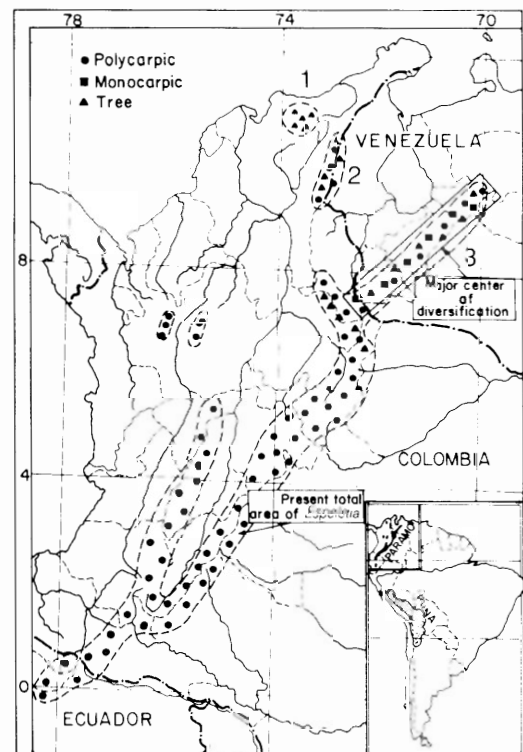 78 74 70
● Polycarpic
■ Monocarpic
▲ Tree
1
VENEZUELA
2
8
3
Major center
of
diversification
COLOMBIA
4
Present total
area of Espeletia
PARAMO
PUNA
0
ECUADOR